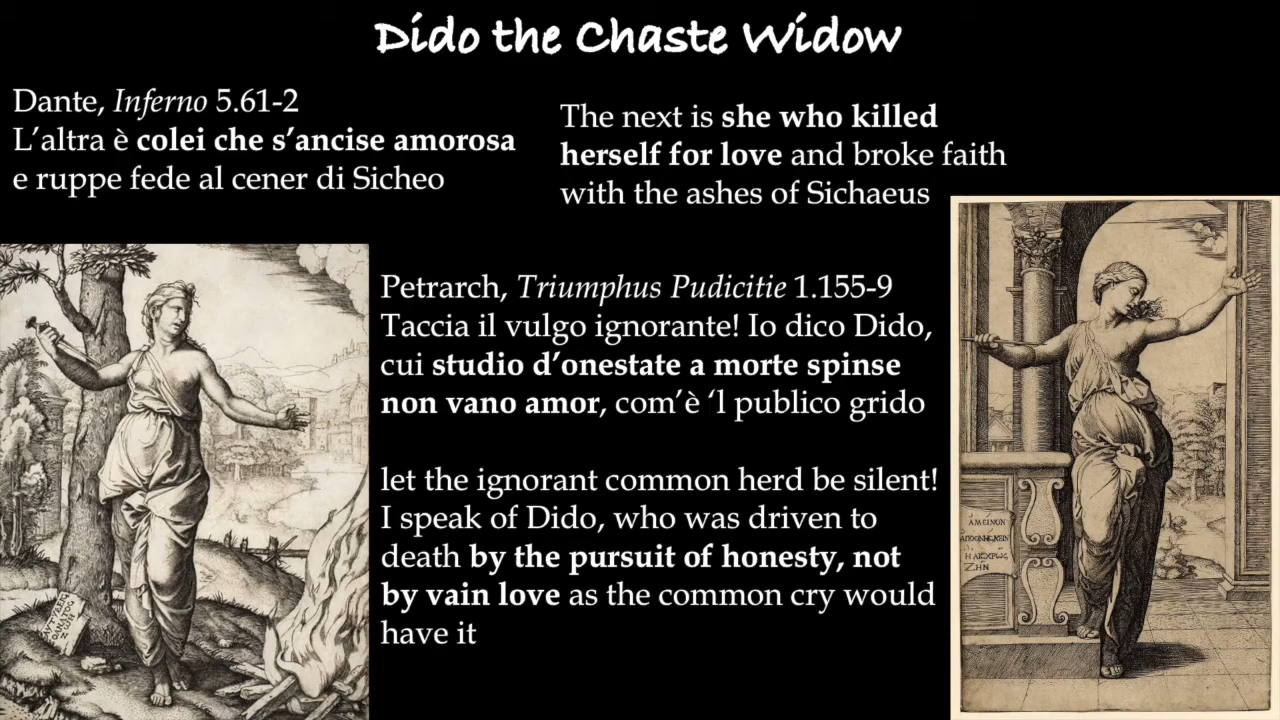 Dido the Chaste Widow
Dante, Inferno 5.61-2
L’altra è colei che s’ancise amorosa
e ruppe fede al cener di Sicheo
The next is she who killed
herself for love and broke faith
with the ashes of Sichaeus
Petrarch, Triumphus Pudicitie 1.155-9
Taccia il vulgo ignorante! Io dico Dido,
cui studio d’onestate a morte spinse
non vano amor, com’è ‘l publico grido
let the ignorant common herd be silent!
I speak of Dido, who was driven to
death by the pursuit of honesty, not
by vain love as the common cry would
have it
ΑΜΕΙΝΟΝ
ΑΠΟΘΝΗΣΚΕΙΝ
Η ΑΙΣΧΡΩΣ
ΖΗΝ